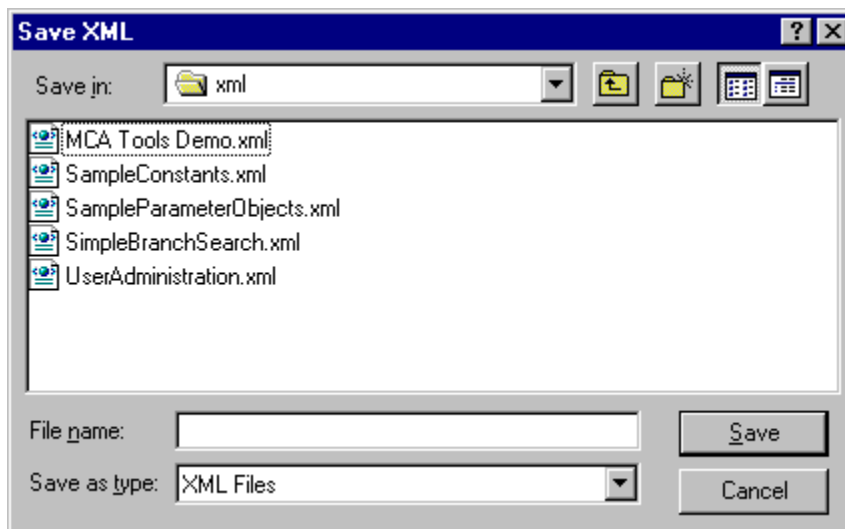 Save XML
Save in: xml
MCA Tools Demo.xml
SampleConstants.xml
SampleParameterObjects.xml
SimpleBranchSearch.xml
UserAdministration.xml
File name: Save
Save as type: XML Files Cancel